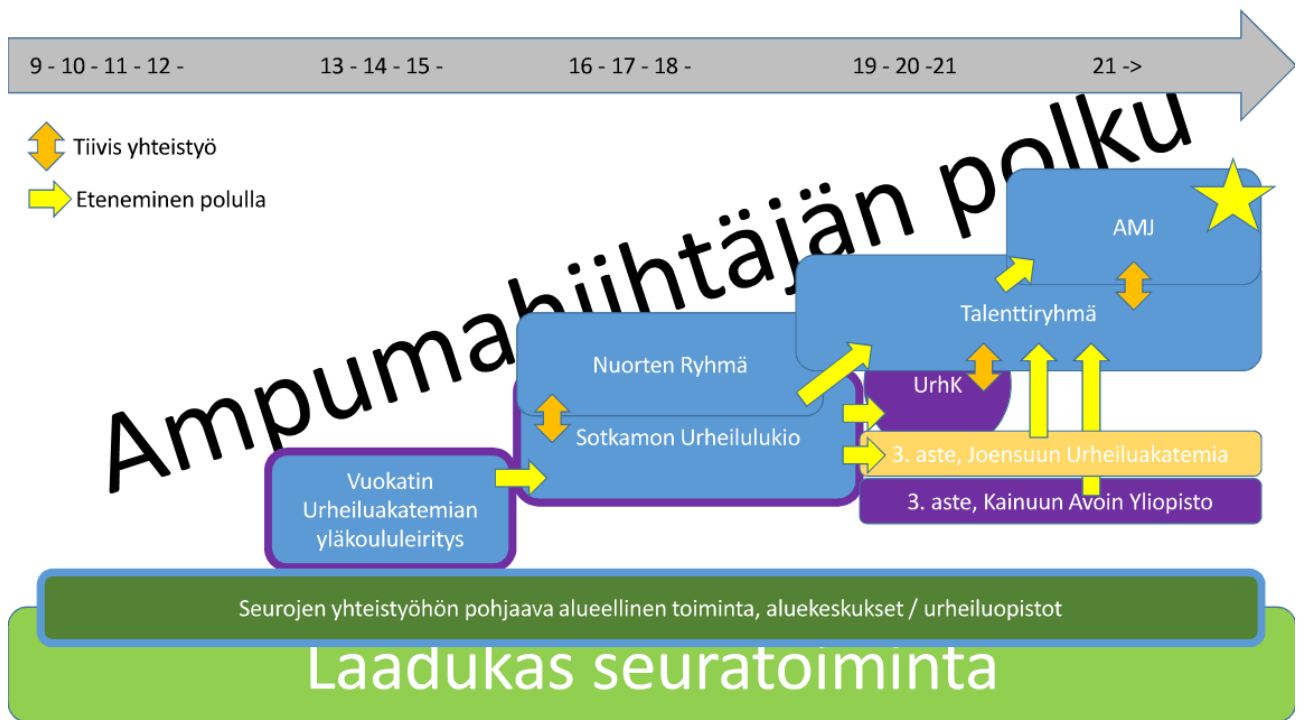 9 - 10 - 11 - 12 -
13 - 14 - 15 -
16 - 17 - 18 -
19 - 20 -21
21 ->
Tiivis yhteistyö
Eteneminen polulla
Ampumahiihtäjän polku
AMJ
Talenttiryhmä
Nuorten Ryhmä
UrhK
Sotkamon Urheilulukio
3. aste, Joensuun Urheiluakatemia
Vuokatin
Urheiluakatemian
yläkoululeiritys
3. aste, Kainuun Avoin Yliopisto
Seurojen yhteistyöhön pohjaava alueellinen toiminta, aluekeskukset / urheiluopistot
Laadukas seuratoiminta